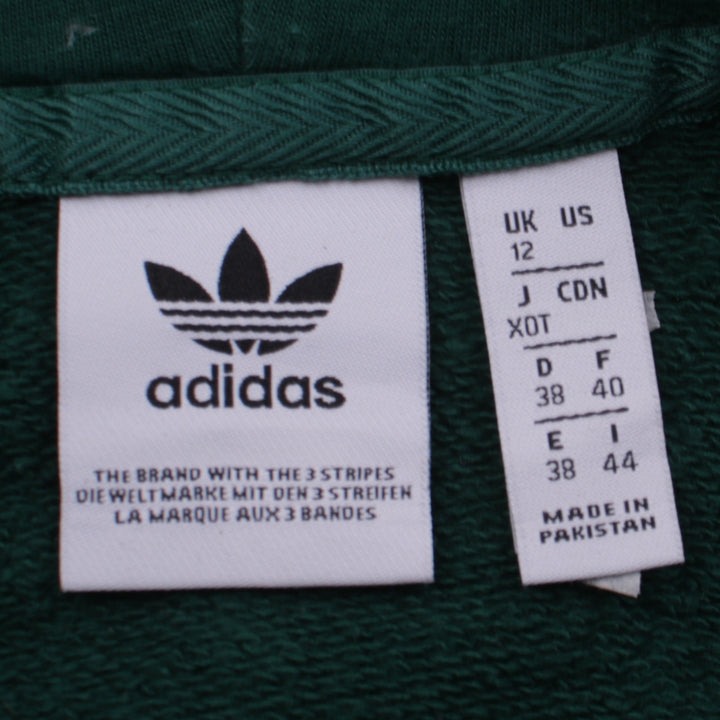 adidas
THE BRAND WITH THE 3 STRIPES
DIE WELTMARKE MIT DEN 3 STREIFEN
LA MARQUE AUX 3 BANDES
UK US
12
J CDN
XOT
D F
38 40
E I
38 44
MADE IN
PAKISTAN